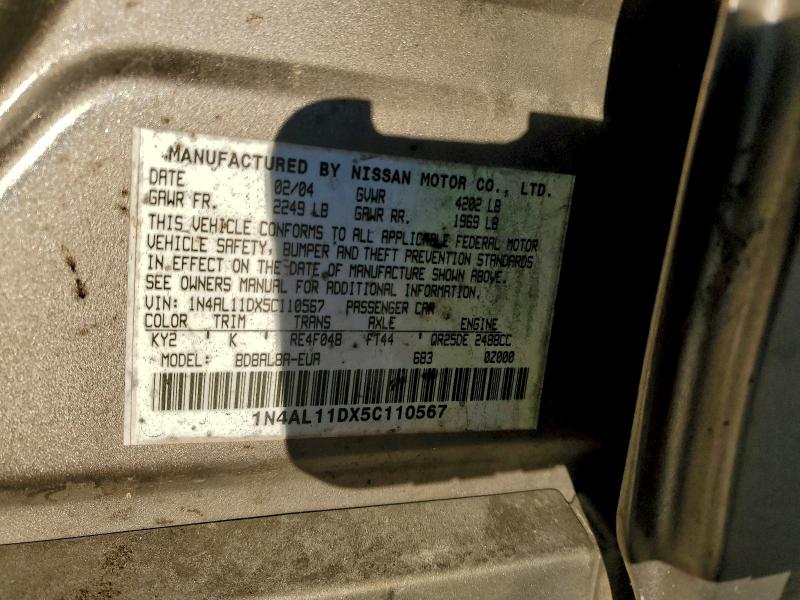 MANUFACTURED BY NISSAN MOTOR CO., LTD.
DATE 02/04 GVWR 4202 LB
GAWR FR. 2249 LB GAWR RR. 1969 LB
THIS VEHICLE CONFORMS TO ALL APPLICABLE FEDERAL MOTOR
VEHICLE SAFETY, BUMPER AND THEFT PREVENTION STANDARDS
IN EFFECT ON THE DATE OF MANUFACTURE SHOWN ABOVE.
SEE OWNERS MANUAL FOR ADDITIONAL INFORMATION.
VIN: 1N4AL11DX5C110567 PASSENGER CAR
COLOR TRIM TRANS AXLE ENGINE
KY2 K RE4F04B FT44 QR25DE 2488CC
MODEL: BDBALBA-EUA 6B3 02000
1N4AL11DX5C110567